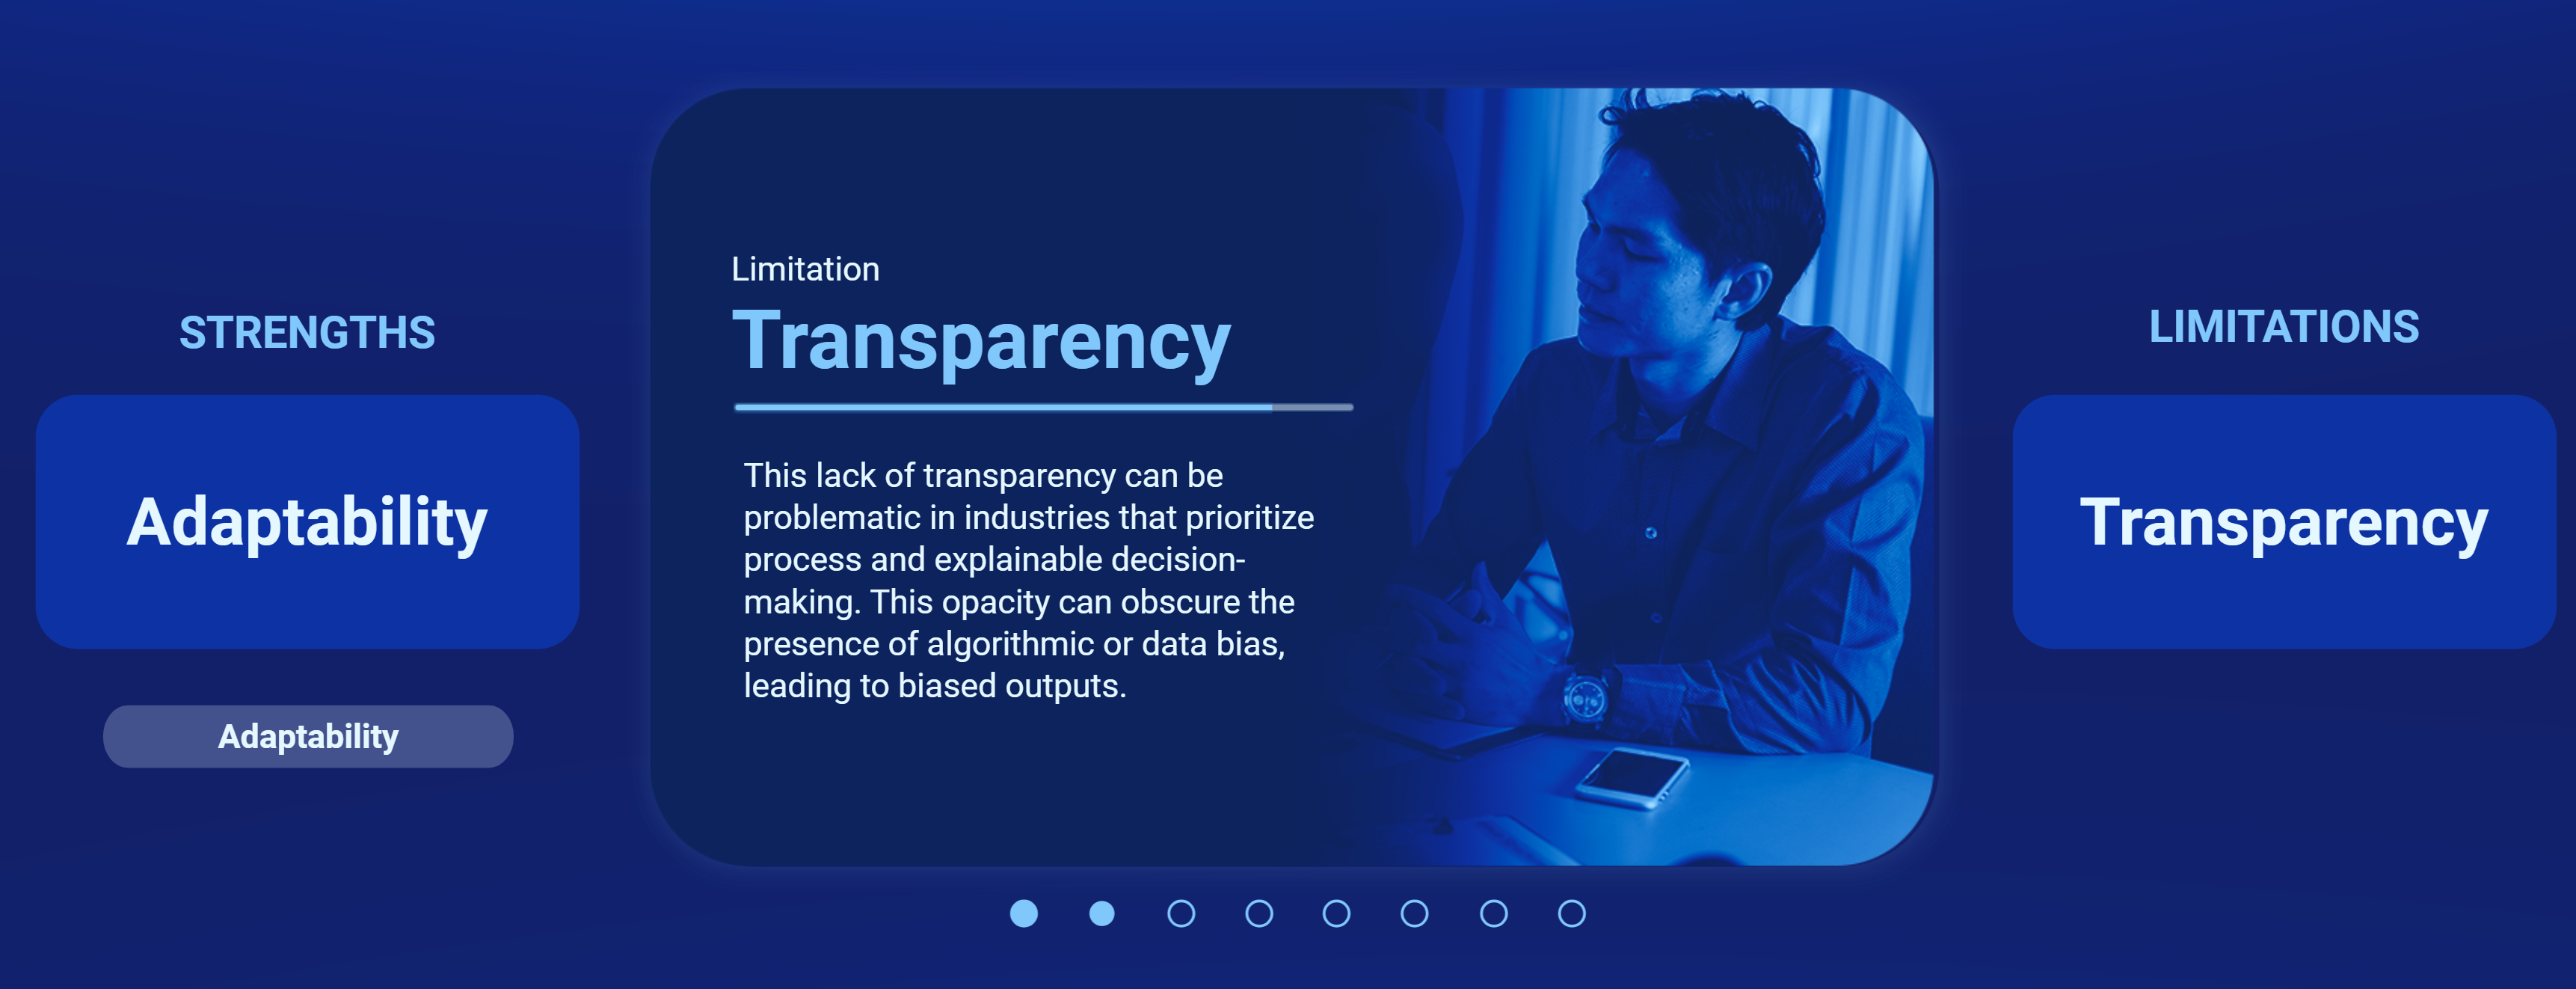 STRENGTHS
Adaptability
Adaptability
Limitation
Transparency
This lack of transparency can be
problematic in industries that prioritize
process and explainable decision-
making. This opacity can obscure the
presence of algorithmic or data bias,
leading to biased outputs.
LIMITATIONS
Transparency